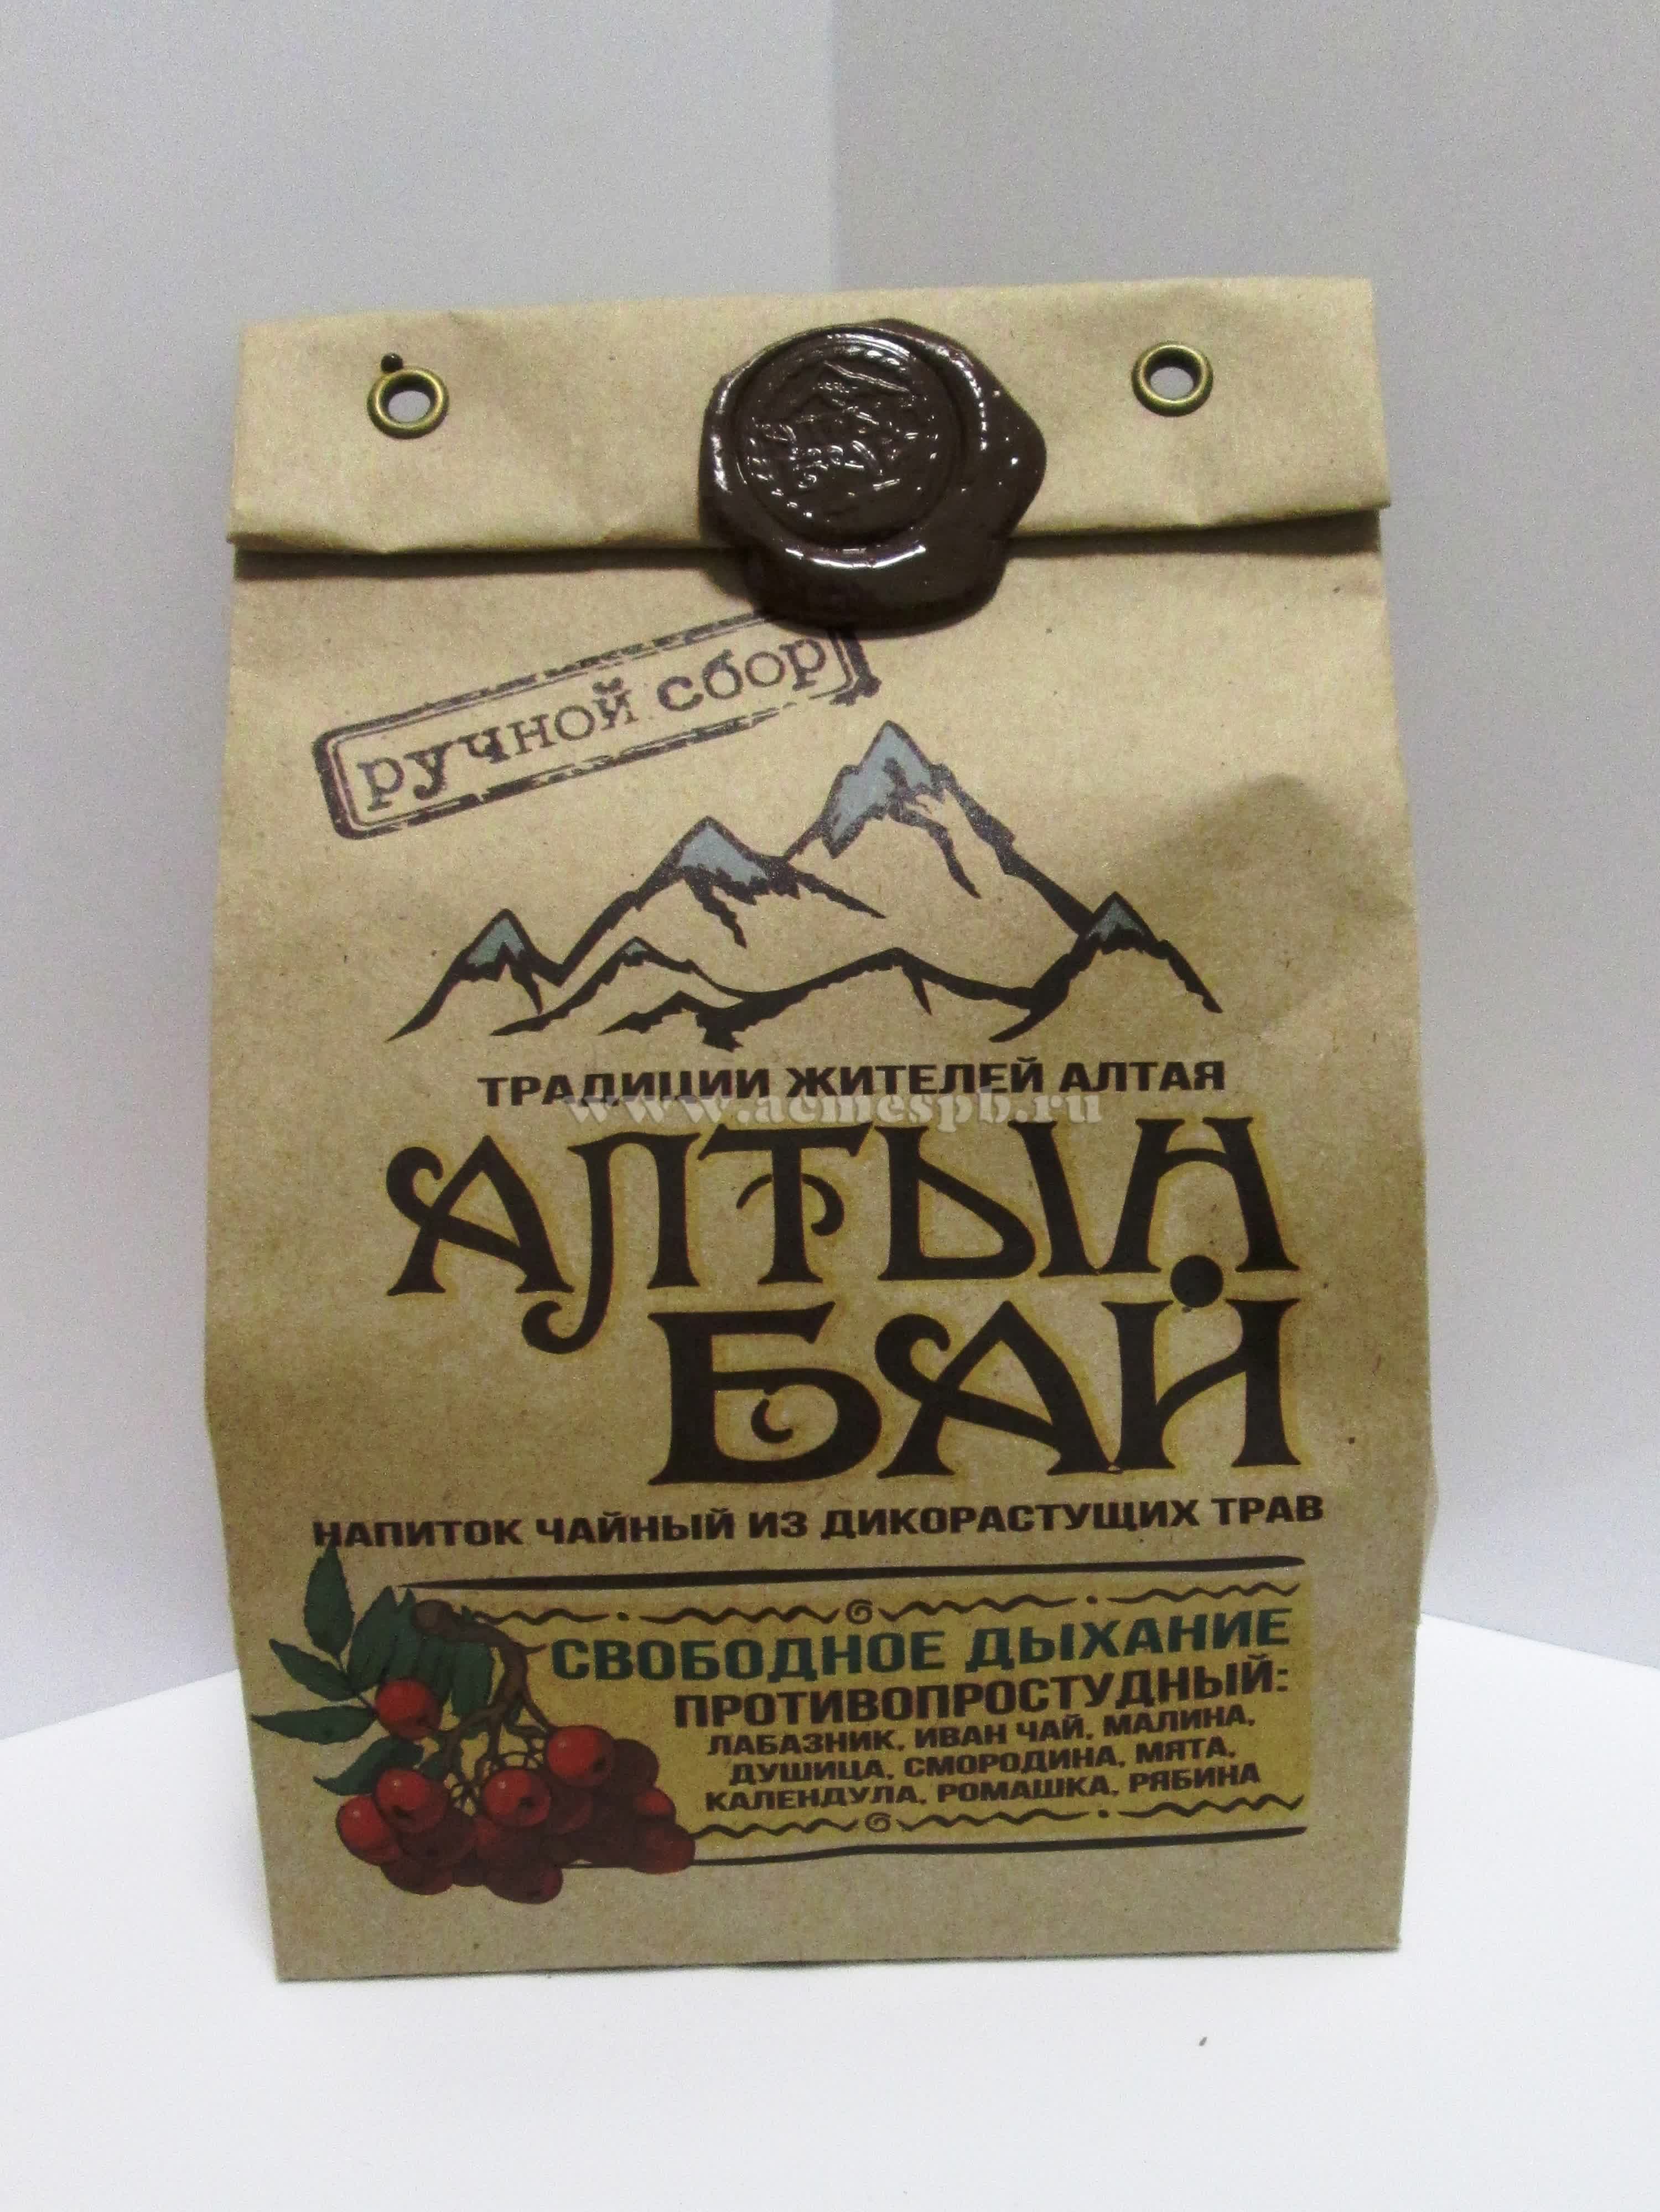 ручной сбор
ТРАДИЦИИ ЖИТЕЛЕЙ АЛТАЯ
www.acmespb.ru
АЛТЫН
БАЙ
НАПИТОК ЧАЙНЫЙ ИЗ ДИКОРАСТУЩИХ ТРАВ
СВОБОДНОЕ ДЫХАНИЕ
ПРОТИВОПРОСТУДНЫЙ:
ЛАБАЗНИК, ИВАН ЧАЙ, МАЛИНА,
ДУШИЦА, СМОРОДИНА, МЯТА,
КАЛЕНДУЛА, РОМАШКА, РЯБИНА